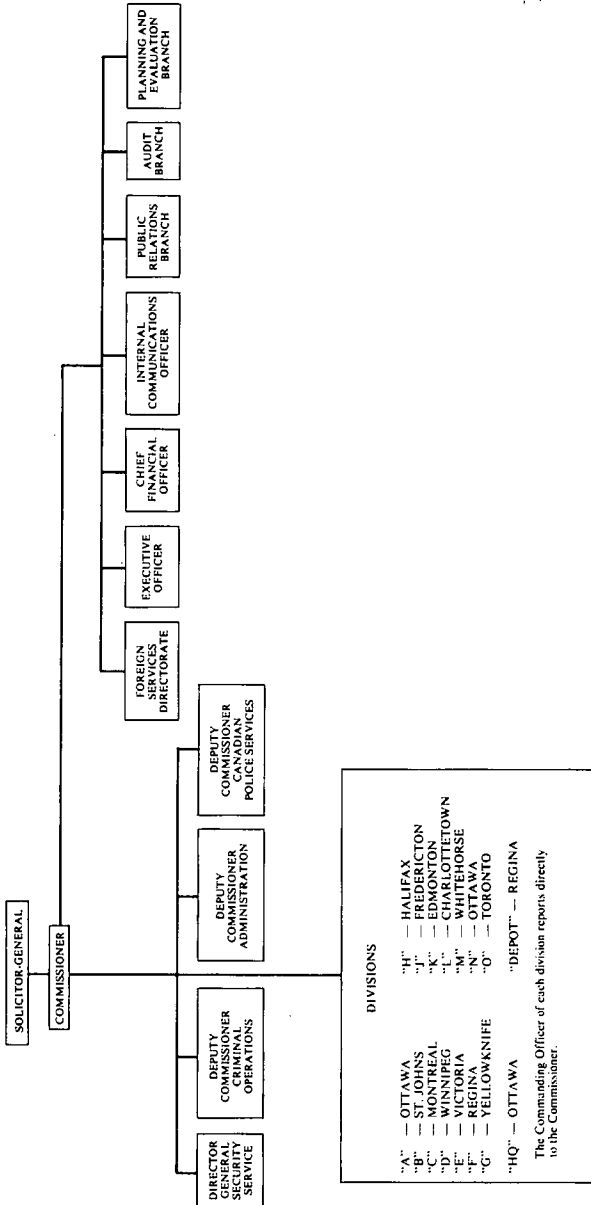 SOLICITOR-GENERAL
COMMISSIONER
FOREIGN
SERVICES
DIRECTORATE
EXECUTIVE
OFFICER
CHIEF
FINANCIAL
OFFICER
INTERNAL
COMMUNICATIONS
OFFICER
PUBLIC
RELATIONS
BRANCH
AUDIT
BRANCH
PLANNING AND
EVALUATION
BRANCH
DIRECTOR
GENERAL
SECURITY
SERVICE
DEPUTY
COMMISSIONER
CRIMINAL
OPERATIONS
DEPUTY
COMMISSIONER
ADMINISTRATION
DEPUTY
COMMISSIONER
CANADIAN
POLICE SERVICES
DIVISIONS
"A" — OTTAWA
"B" — ST. JOHNS
"C" — MONTREAL
"D" — WINNIPEG
"E" — VICTORIA
"F" — REGINA
"G" — YELLOWKNIFE
"H" — HALIFAX
"J" — FREDERICTON
"K" — EDMONTON
"L" — CHARLOTTETOWN
"M" — WHITEHORSE
"N" — OTTAWA
"O" — TORONTO
"HQ" — OTTAWA
"DEPOT" — REGINA
The Commanding Officer of each division reports directly
to the Commissioner.